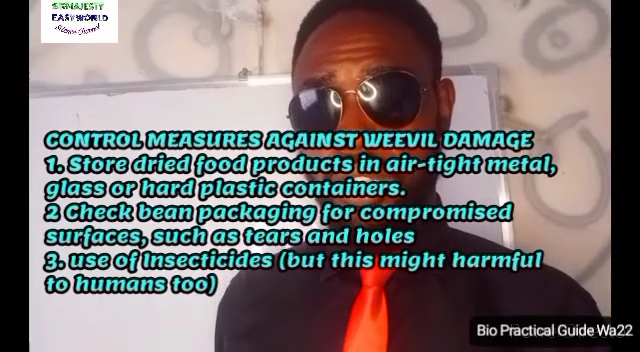 SIRMAJESTY
EASYWORLD
Science Channel
CONTROL MEASURES AGAINST WEEVIL DAMAGE
1. Store dried food products in air-tight metal,
glass or hard plastic containers.
2 Check bean packaging for compromised
surfaces, such as tears and holes
3. use of Insecticides (but this might harmful
to humans too)
Bio Practical Guide Wa22